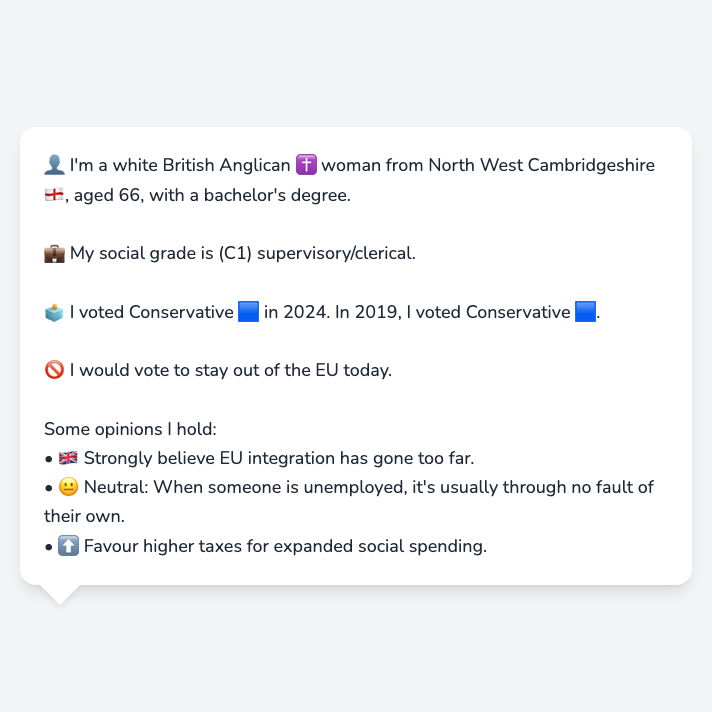 👤 I'm a white British Anglican ✝️ woman from North West Cambridgeshire
🏴󠁧󠁢󠁥󠁮󠁧󠁿, aged 66, with a bachelor's degree.
💼 My social grade is (C1) supervisory/clerical.
🗳️ I voted Conservative 🟦 in 2024. In 2019, I voted Conservative 🟦.
🚫 I would vote to stay out of the EU today.
Some opinions I hold:
• 🇬🇧 Strongly believe EU integration has gone too far.
• 😐 Neutral: When someone is unemployed, it's usually through no fault of
their own.
• ⬆️ Favour higher taxes for expanded social spending.